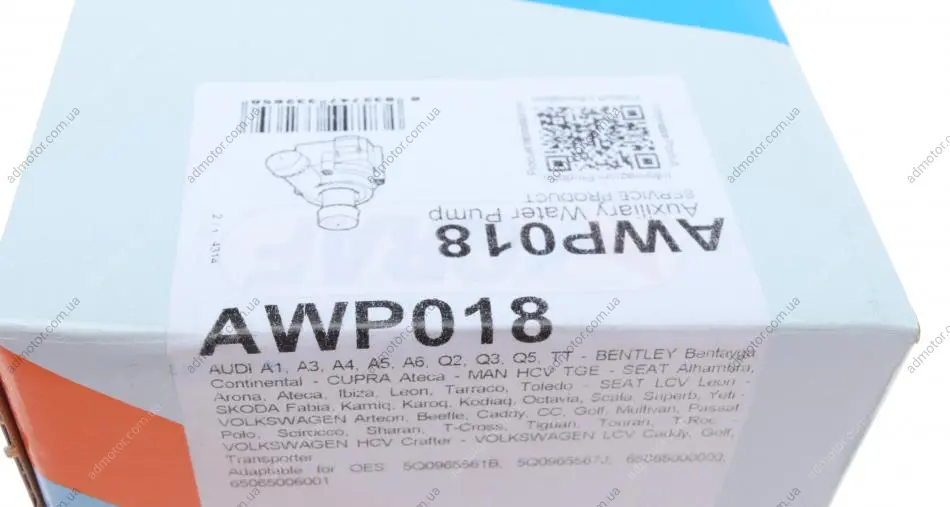 AWP018
Auxiliary Water Pump
SERVICE PRODUCT
AWP018
AUDI A1, A3, A4, A5, A6, Q2, Q3, Q5, TT - BENTLEY Bentayga
Continental - CUPRA Ateca - MAN HCV TGE - SEAT Alhambra,
Arona, Ateca, Ibiza, Leon, Tarraco, Toledo - SEAT LCV Leon -
SKODA Fabia, Kamiq, Karoq, Kodiaq, Octavia, Scala, Superb, Yeti -
VOLKSWAGEN Arteon, Beetle, Caddy, CC, Golf, Multivan, Passat
Polo, Scirocco, Sharan, T-Cross, Tiguan, Touran, T-Roc
VOLKSWAGEN HCV Crafter - VOLKSWAGEN LCV Caddy, Golf,
Transporter
Adaptable for OES 5Q0965561B, 5Q0965567J,
65065006001
admotor.com.ua